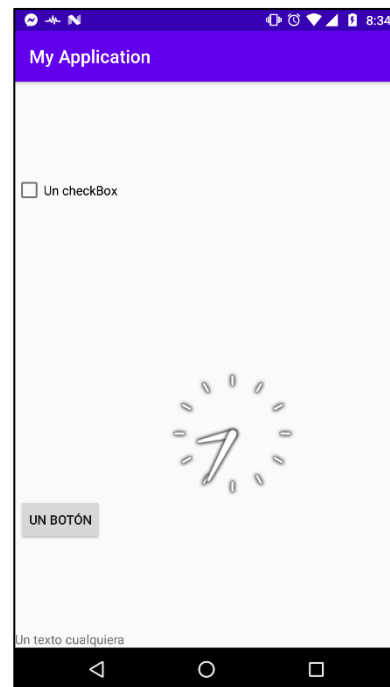 8:34
My Application
Un checkBox
UN BOTÓN
Un texto cualquiera